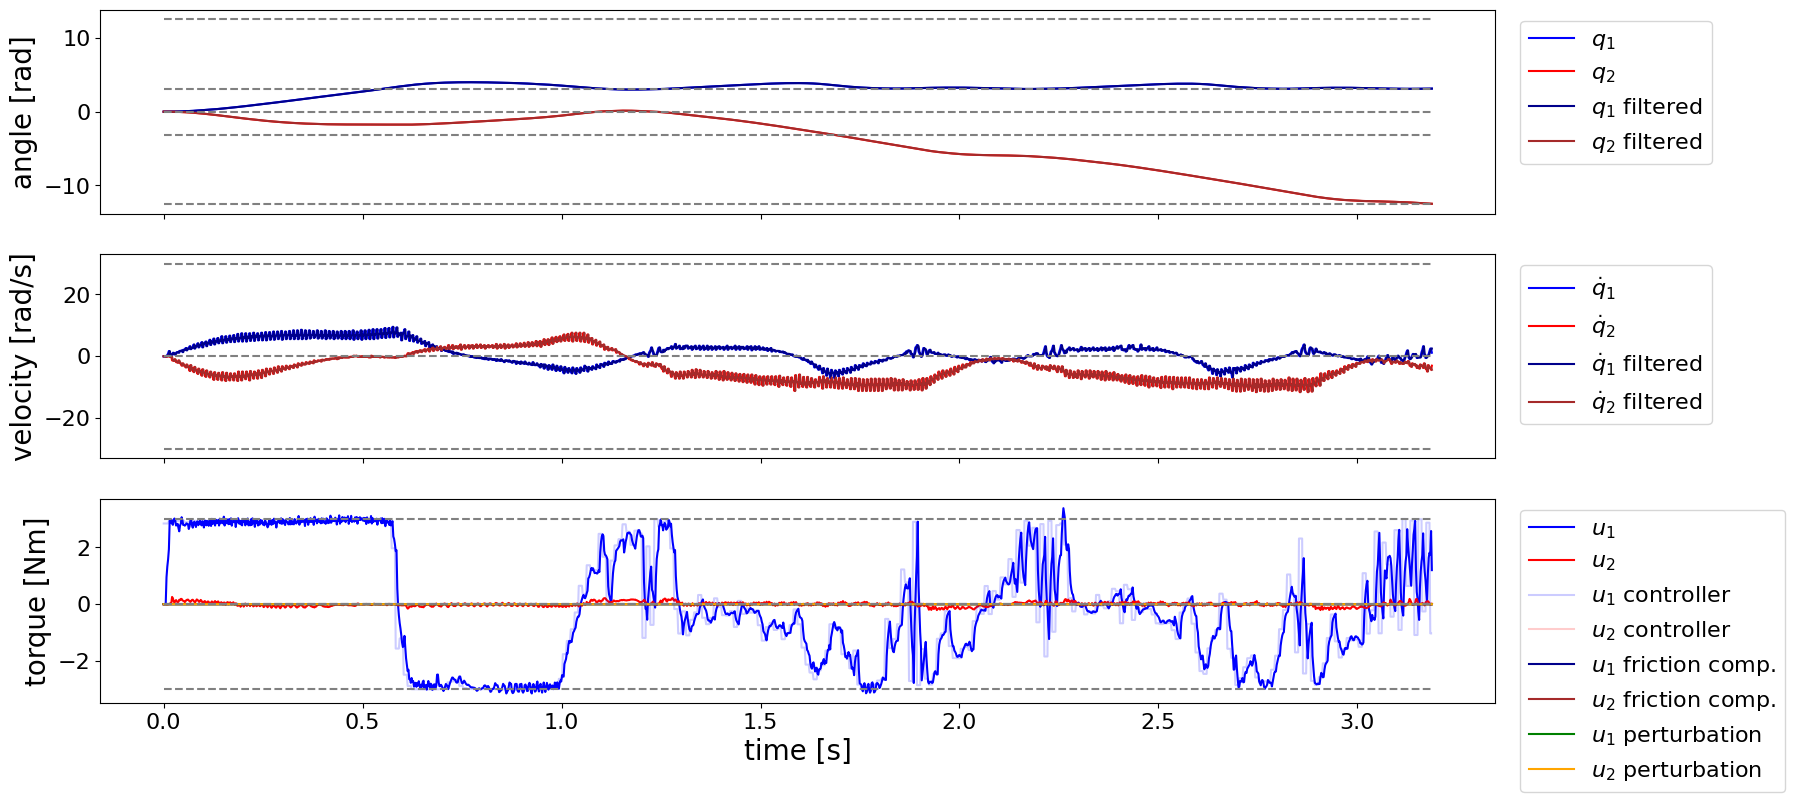 angle [rad]
10
0
−10
q₁
q₂
q₁ filtered
q₂ filtered
velocity [rad/s]
20
0
−20
q̇₁
q̇₂
q̇₁ filtered
q̇₂ filtered
torque [Nm]
2
0
−2
0.0 0.5 1.0 1.5 2.0 2.5 3.0
time [s]
u₁
u₂
u₁ controller
u₂ controller
u₁ friction comp.
u₂ friction comp.
u₁ perturbation
u₂ perturbation